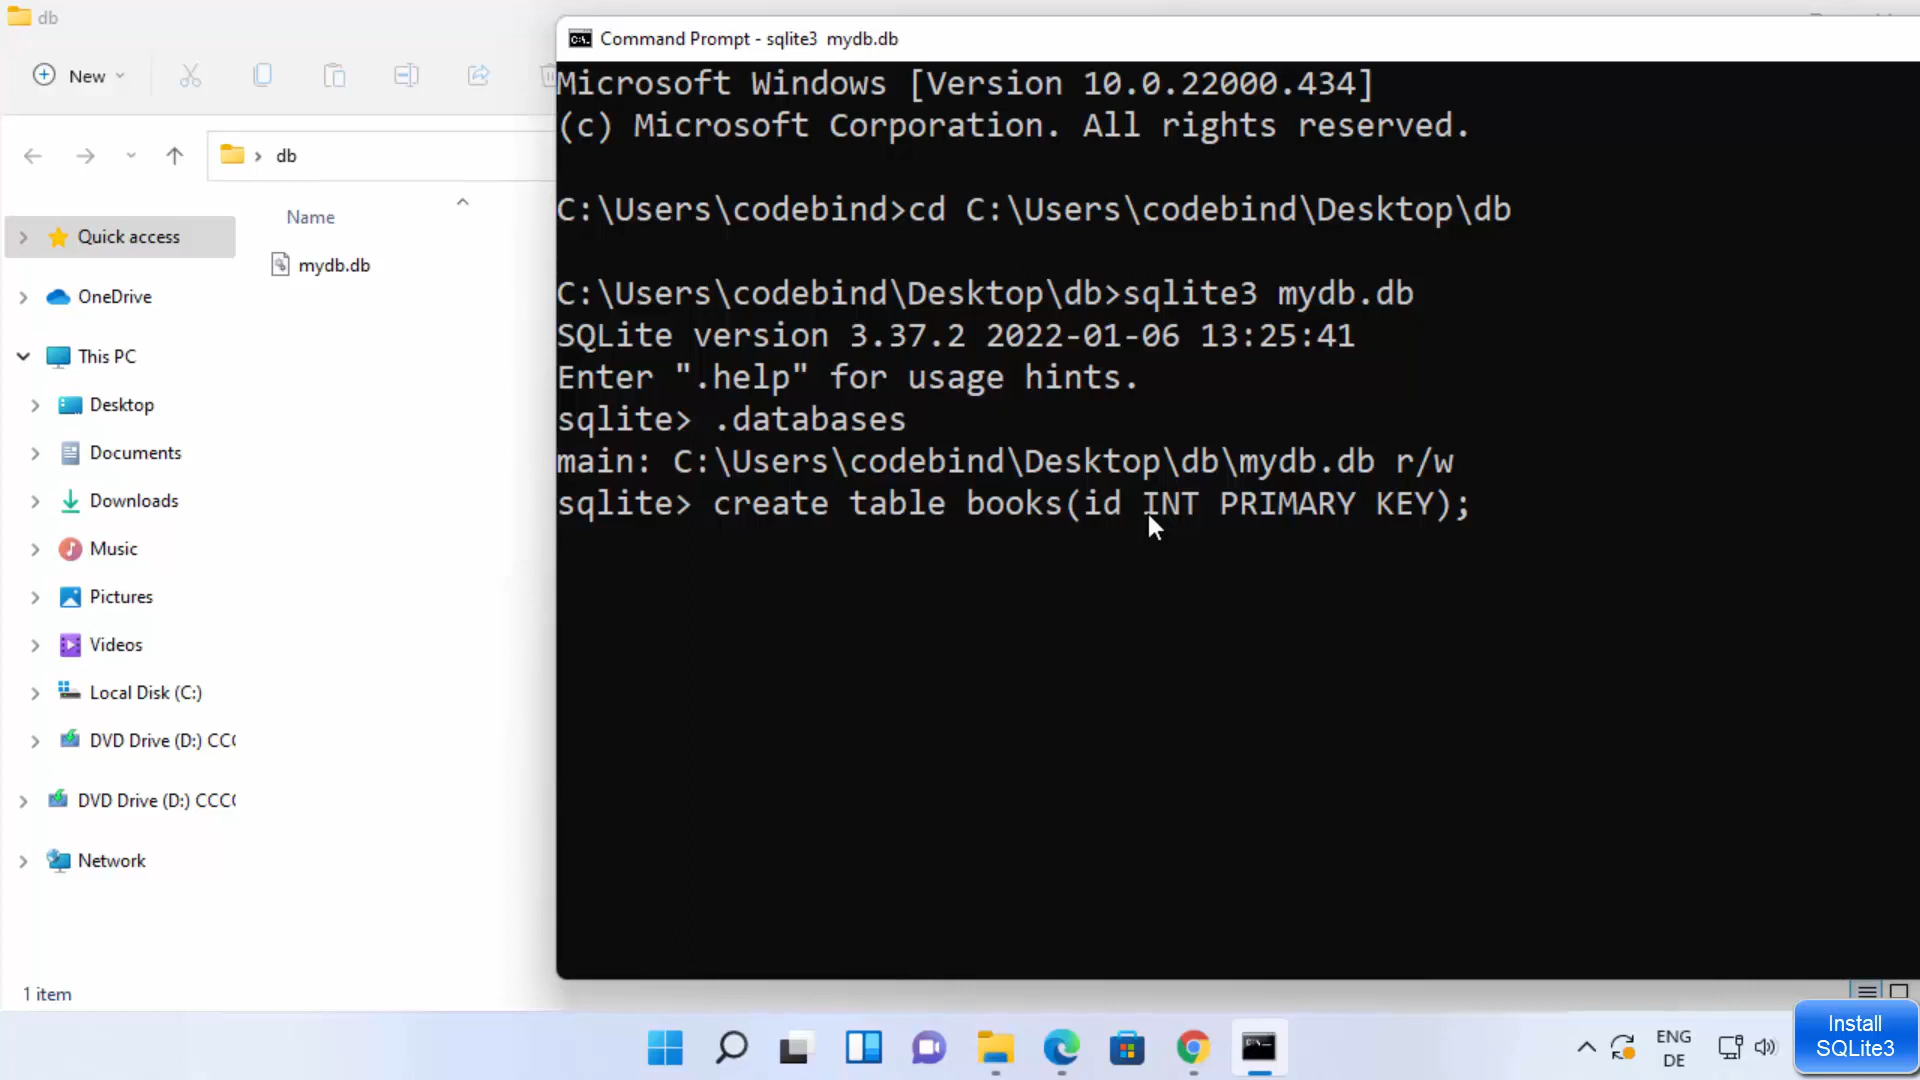 db
New
db
Name
mydb.db
Quick access
OneDrive
This PC
Desktop
Documents
Downloads
Music
Pictures
Videos
Local Disk (C:)
DVD Drive (D:) CCC
DVD Drive (D:) CCC
Network
1 item
Command Prompt - sqlite3 mydb.db
Microsoft Windows [Version 10.0.22000.434]
(c) Microsoft Corporation. All rights reserved.
C:\Users\codebind>cd C:\Users\codebind\Desktop\db
C:\Users\codebind\Desktop\db>sqlite3 mydb.db
SQLite version 3.37.2 2022-01-06 13:25:41
Enter ".help" for usage hints.
sqlite> .databases
main: C:\Users\codebind\Desktop\db\mydb.db r/w
sqlite> create table books(id INT PRIMARY KEY);
ENG
DE
Install
SQLite3